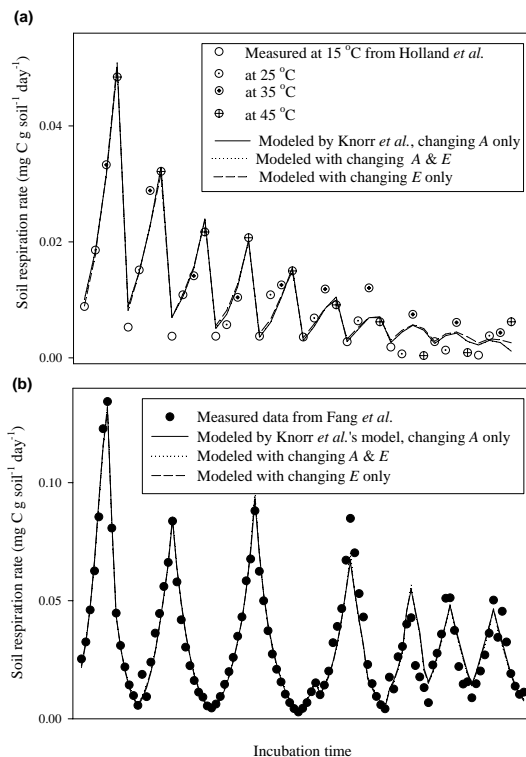 (a)
Measured at 15 °C from Holland et al.
at 25 °C
at 35 °C
at 45 °C
Modeled by Knorr et al., changing A only
Modeled with changing A & E
Modeled with changing E only
Soil respiration rate (mg C g soil⁻¹ day⁻¹)
0.04
0.02
0.00
(b)
Measured data from Fang et al.
Modeled by Knorr et al.'s model, changing A only
Modeled with changing A & E
Modeled with changing E only
Soil respiration rate (mg C g soil⁻¹ day⁻¹)
0.10
0.05
0.00
Incubation time